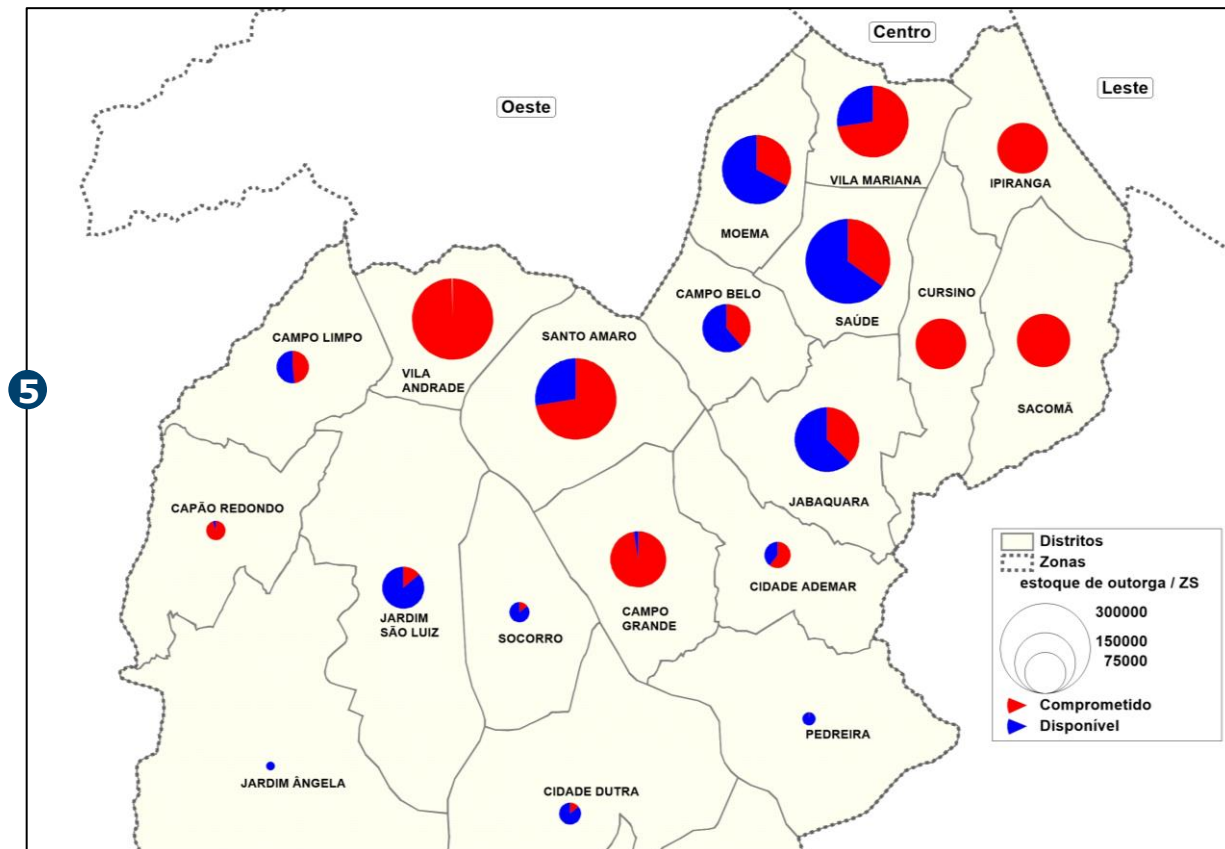 Centro
Oeste
Leste
VILA MARIANA
IPIRANGA
MOEMA
CAMPO BELO
CURSINO
SAÚDE
CAMPO LIMPO
SANTO AMARO
VILA
ANDRADE
5
SACOMÃ
JABAQUARA
CAPÃO REDONDO
CIDADE ADEMAR
JARDIM
SÃO LUIZ
SOCORRO
CAMPO
GRANDE
PEDREIRA
JARDIM ÂNGELA
CIDADE DUTRA
Distritos
Zonas
estoque de outorga / ZS
300000
150000
75000
Comprometido
Disponível